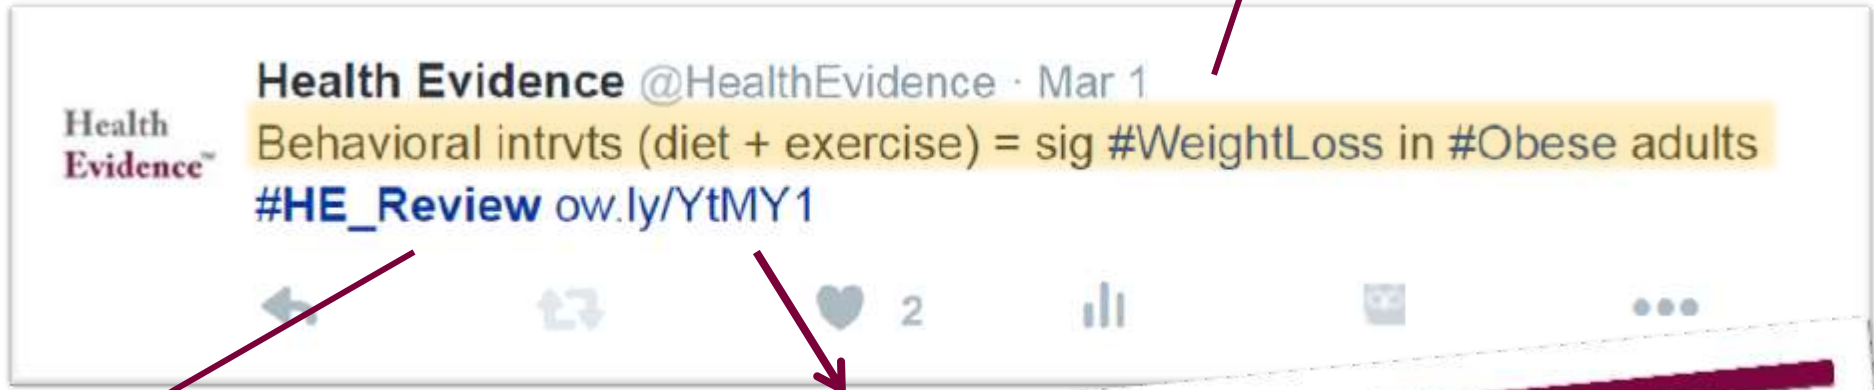 Health Evidence @HealthEvidence · Mar 1
Health
Evidence™
Behavioral intrvts (diet + exercise) = sig #WeightLoss in #Obese adults
#HE_Review ow.ly/YtMY1
2